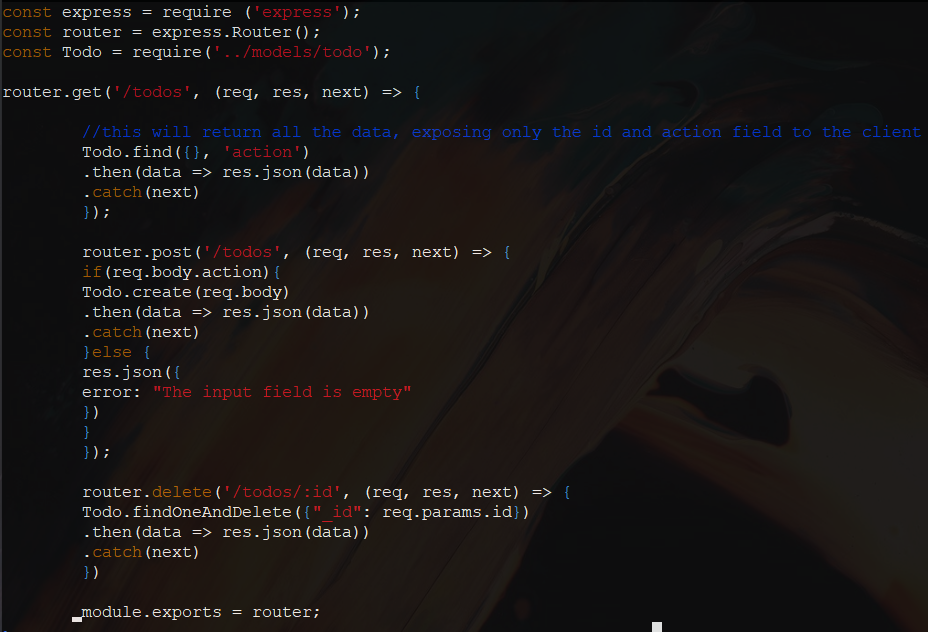 const express = require ('express');
const router = express.Router();
const Todo = require('../models/todo');
router.get('/todos', (req, res, next) => {
//this will return all the data, exposing only the id and action field to the client
Todo.find({}, 'action')
.then(data => res.json(data))
.catch(next)
});
router.post('/todos', (req, res, next) => {
if(req.body.action){
Todo.create(req.body)
.then(data => res.json(data))
.catch(next)
}else {
res.json({
error: "The input field is empty"
})
}
});
router.delete('/todos/:id', (req, res, next) => {
Todo.findOneAndDelete({"_id": req.params.id})
.then(data => res.json(data))
.catch(next)
})
module.exports = router;